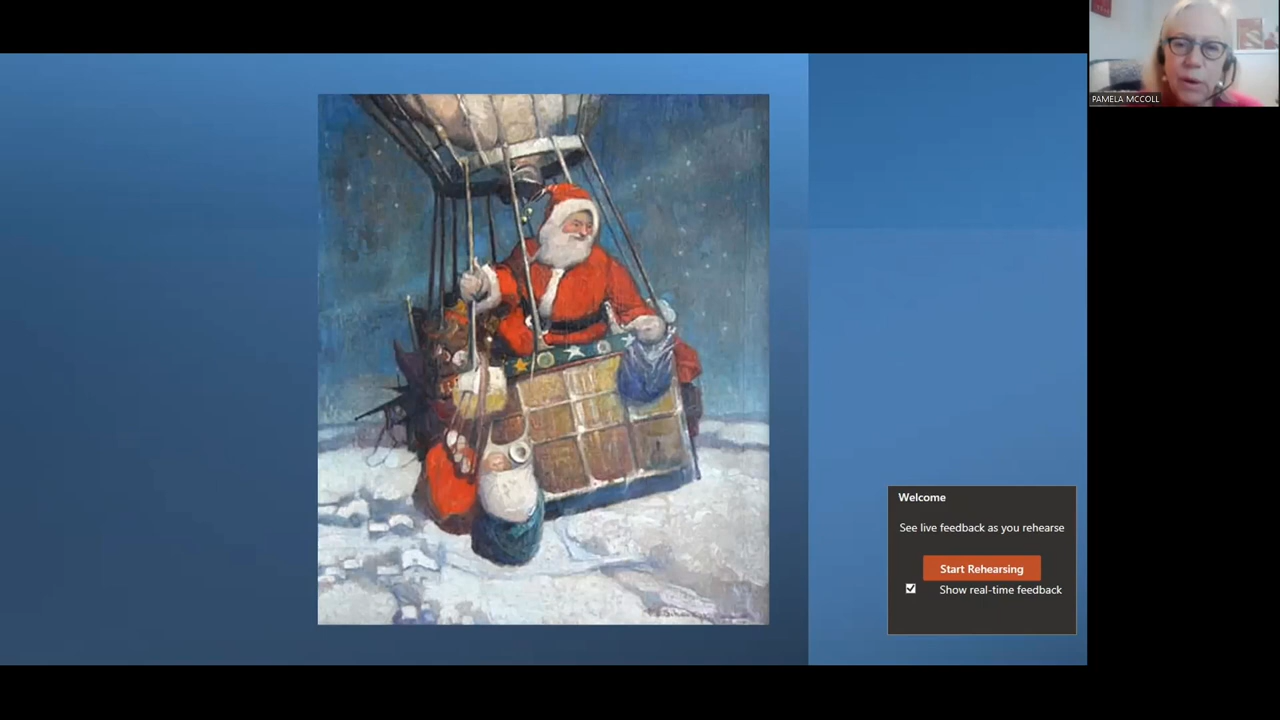 PAMELA MCCOLL
Welcome
See live feedback as you rehearse
Start Rehearsing
Show real-time feedback